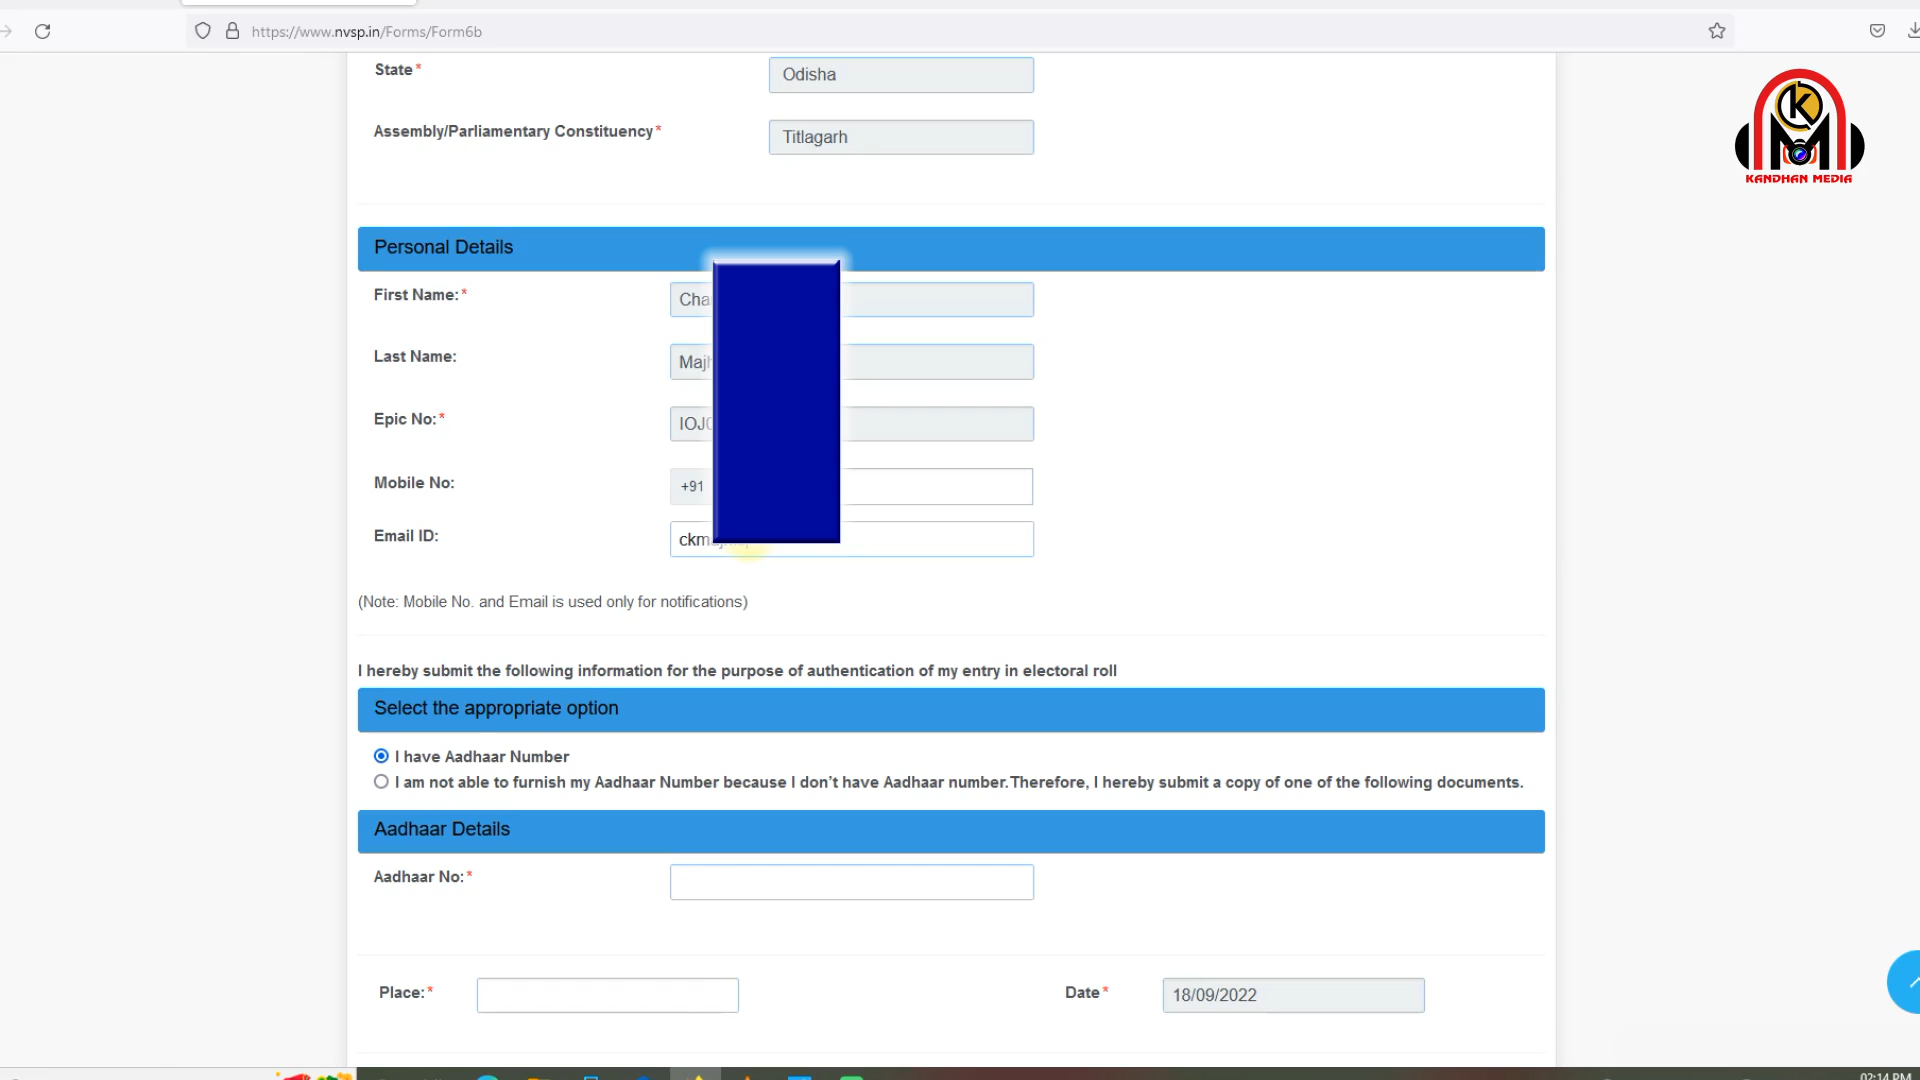 https://www.nvsp.in/Forms/Form6b
State*
Odisha
Assembly/Parliamentary Constituency*
Titlagarh
KANDHAN MEDIA
Personal Details
First Name:*
Cha
Last Name:
Majh
Epic No:*
IOJ
Mobile No:
+91
Email ID:
ckm
(Note: Mobile No. and Email is used only for notifications)
I hereby submit the following information for the purpose of authentication of my entry in electoral roll
Select the appropriate option
I have Aadhaar Number
I am not able to furnish my Aadhaar Number because I don’t have Aadhaar number.Therefore, I hereby submit a copy of one of the following documents.
Aadhaar Details
Aadhaar No:*
Place:*
Date*
18/09/2022
02:14 PM